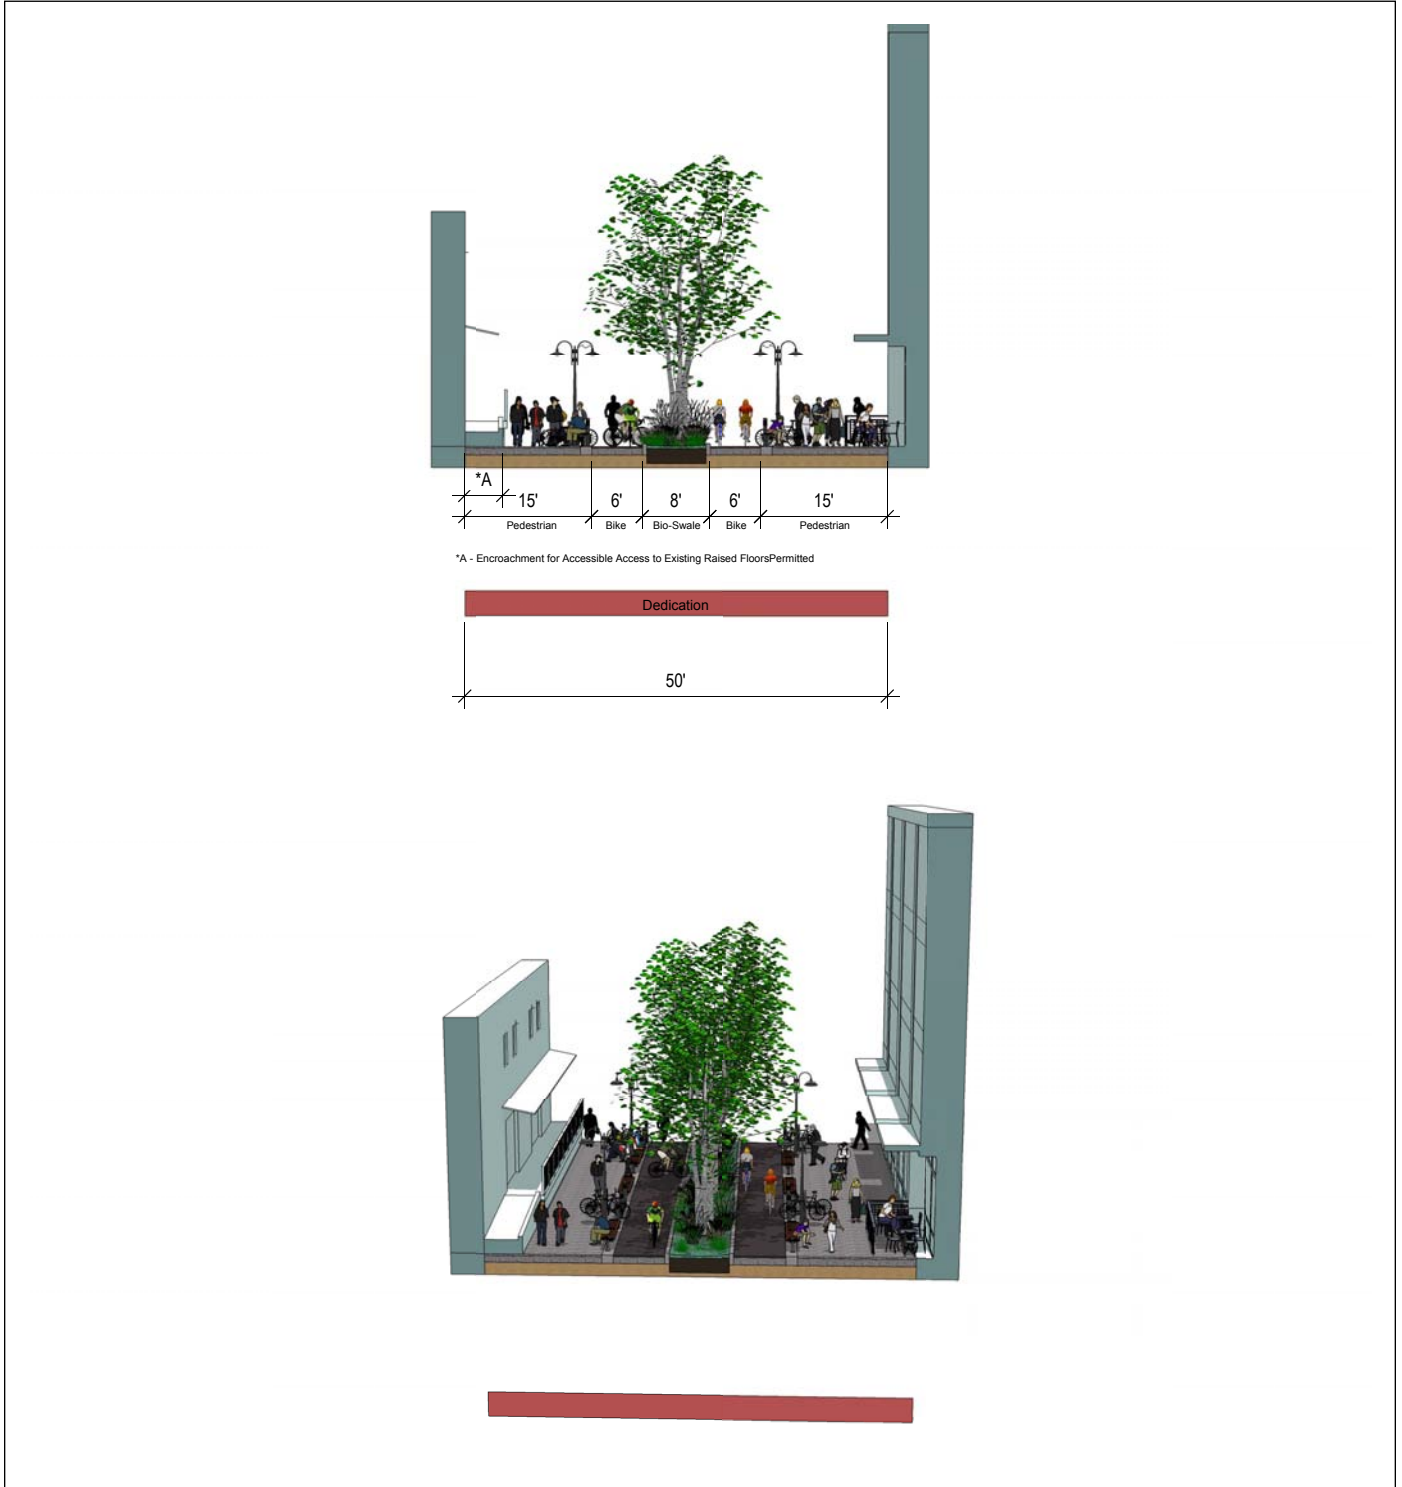 *A
15' 6' 8' 6' 15'
Pedestrian Bike Bio-Swale Bike Pedestrian
*A - Encroachment for Accessible Access to Existing Raised FloorsPermitted
Dedication
50'